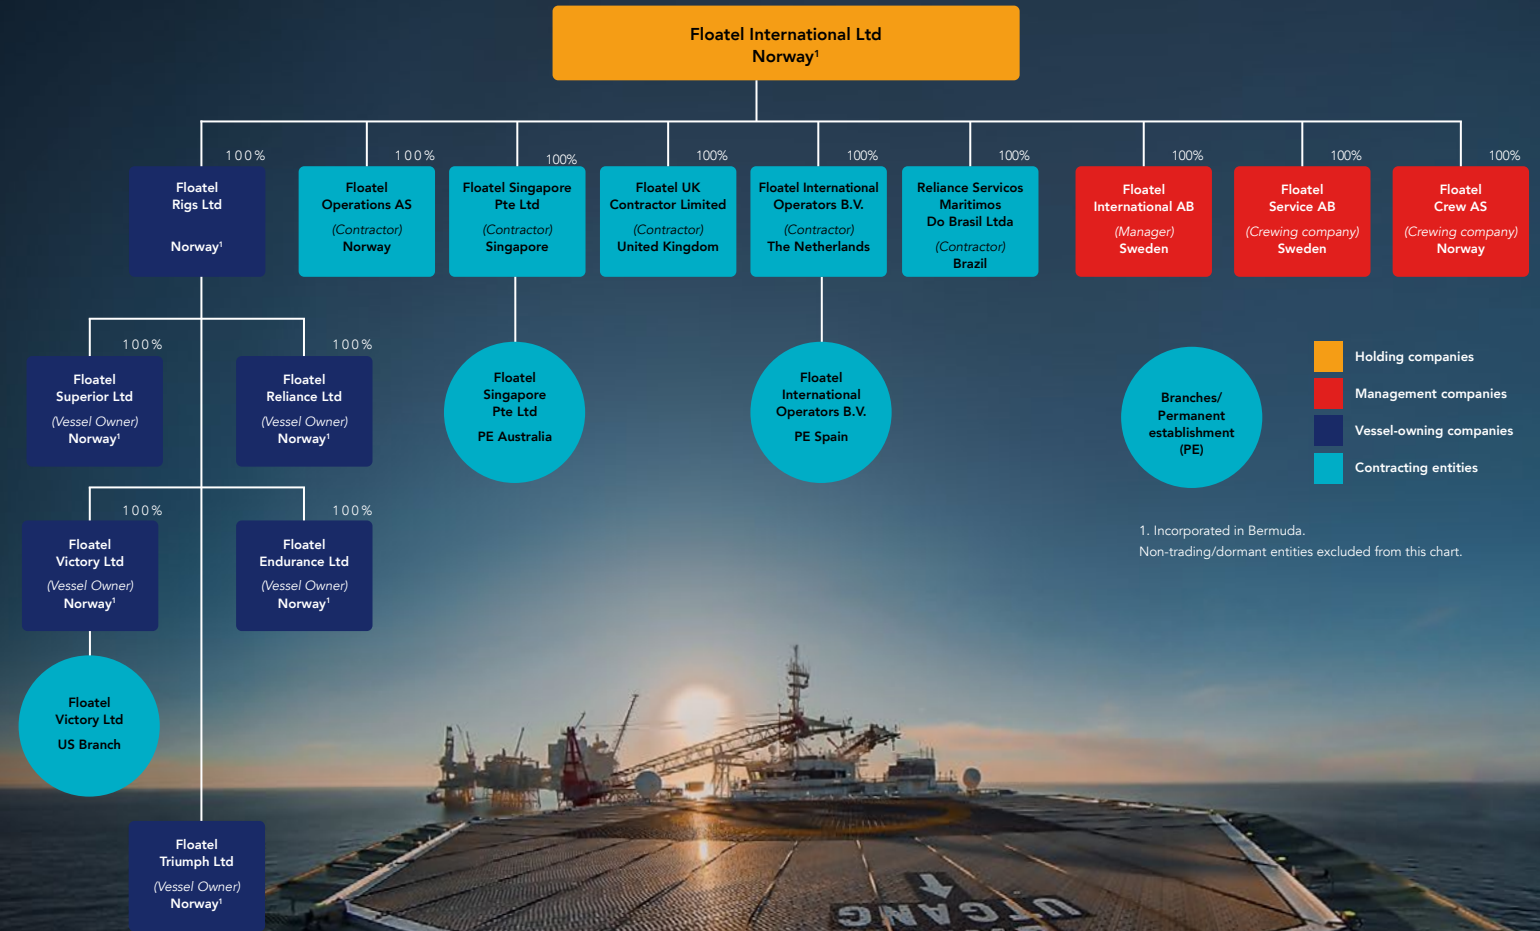 Floatel International Ltd
Norway¹
100%
100%
100%
100%
100%
100%
100%
100%
100%
Floatel
Rigs Ltd
Norway¹
Floatel
Operations AS
(Contractor)
Norway
Floatel Singapore
Pte Ltd
(Contractor)
Singapore
Floatel UK
Contractor Limited
(Contractor)
United Kingdom
Floatel International
Operators B.V.
(Contractor)
The Netherlands
Reliance Servicos
Maritimos
Do Brasil Ltda
(Contractor)
Brazil
Floatel
International AB
(Manager)
Sweden
Floatel
Service AB
(Crewing company)
Sweden
Floatel
Crew AS
(Crewing company)
Norway
100%
Floatel
Superior Ltd
(Vessel Owner)
Norway¹
100%
Floatel
Reliance Ltd
(Vessel Owner)
Norway¹
Floatel
Singapore
Pte Ltd
PE Australia
Floatel
International
Operators B.V.
PE Spain
Branches/
Permanent
establishment
(PE)
Holding companies
Management companies
Vessel-owning companies
Contracting entities
100%
Floatel
Victory Ltd
(Vessel Owner)
Norway¹
100%
Floatel
Endurance Ltd
(Vessel Owner)
Norway¹
1. Incorporated in Bermuda.
Non-trading/dormant entities excluded from this chart.
Floatel
Victory Ltd
US Branch
Floatel
Triumph Ltd
(Vessel Owner)
Norway¹
UTGANG